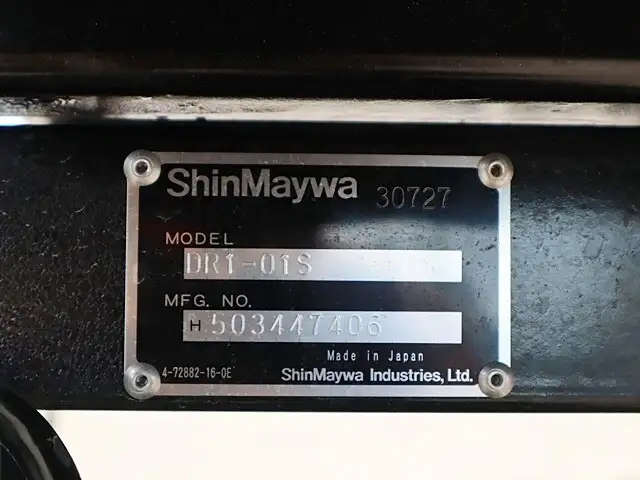 ShinMaywa 30727
MODEL
DR1-01S
MFG. NO.
H 503447406
Made in Japan
4-72882-16-0E ShinMaywa Industries, Ltd.